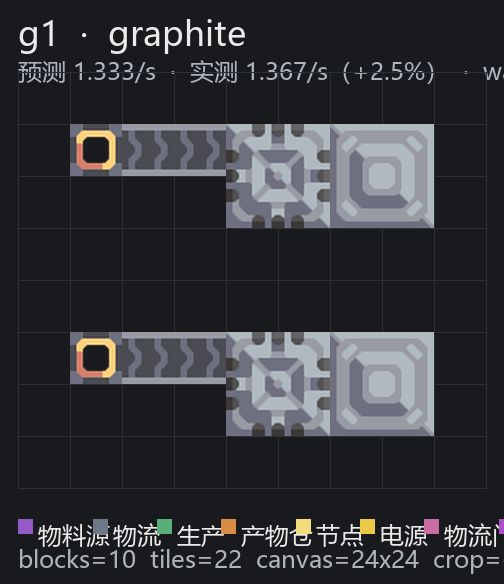 g1 · graphite
预测 1.333/s · 实测 1.367/s（+2.5%） · w
物料源 物流 生产 产物仓 节点 电源 物流
blocks=10 tiles=22 canvas=24x24 crop=